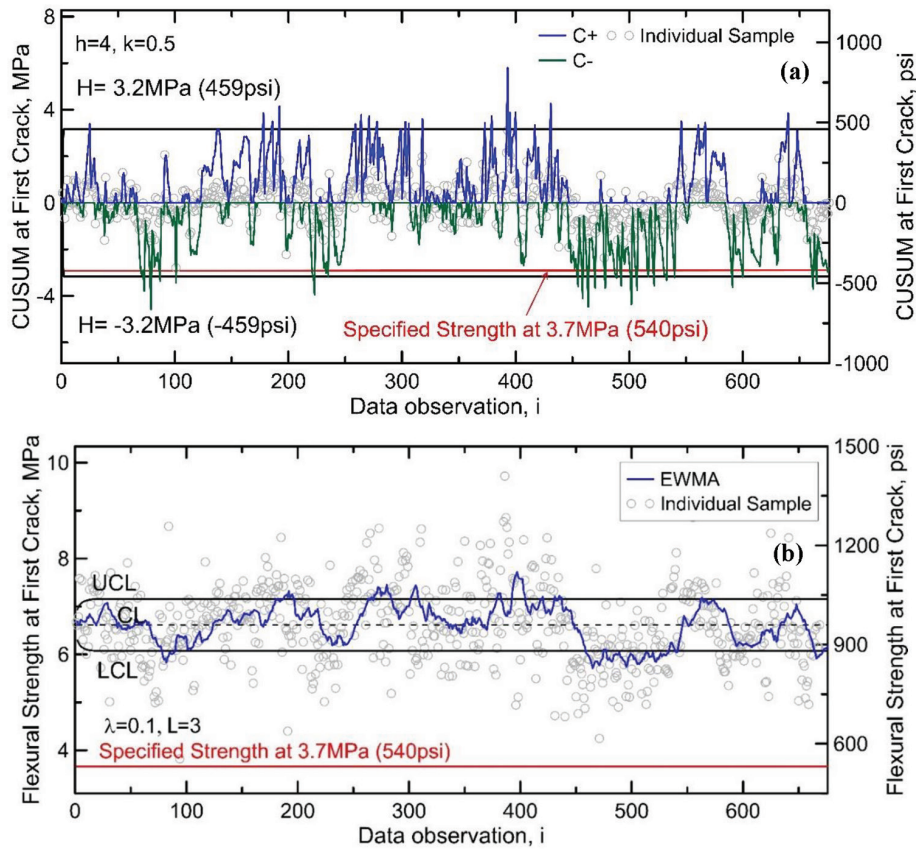 8
4
0
-4
CUSUM at First Crack, MPa
h=4, k=0.5
H= 3.2MPa (459psi)
C+
Individual Sample
C-
(a)
H= -3.2MPa (-459psi)
Specified Strength at 3.7MPa (540psi)
1000
500
0
-500
-1000
CUSUM at First Crack, psi
0 100 200 300 400 500 600
Data observation, i
10
8
6
4
Flexural Strength at First Crack, MPa
EWMA
Individual Sample
(b)
UCL
CL
LCL
λ=0.1, L=3
Specified Strength at 3.7MPa (540psi)
1500
1200
900
600
Flexural Strength at First Crack, psi
0 100 200 300 400 500 600
Data observation, i